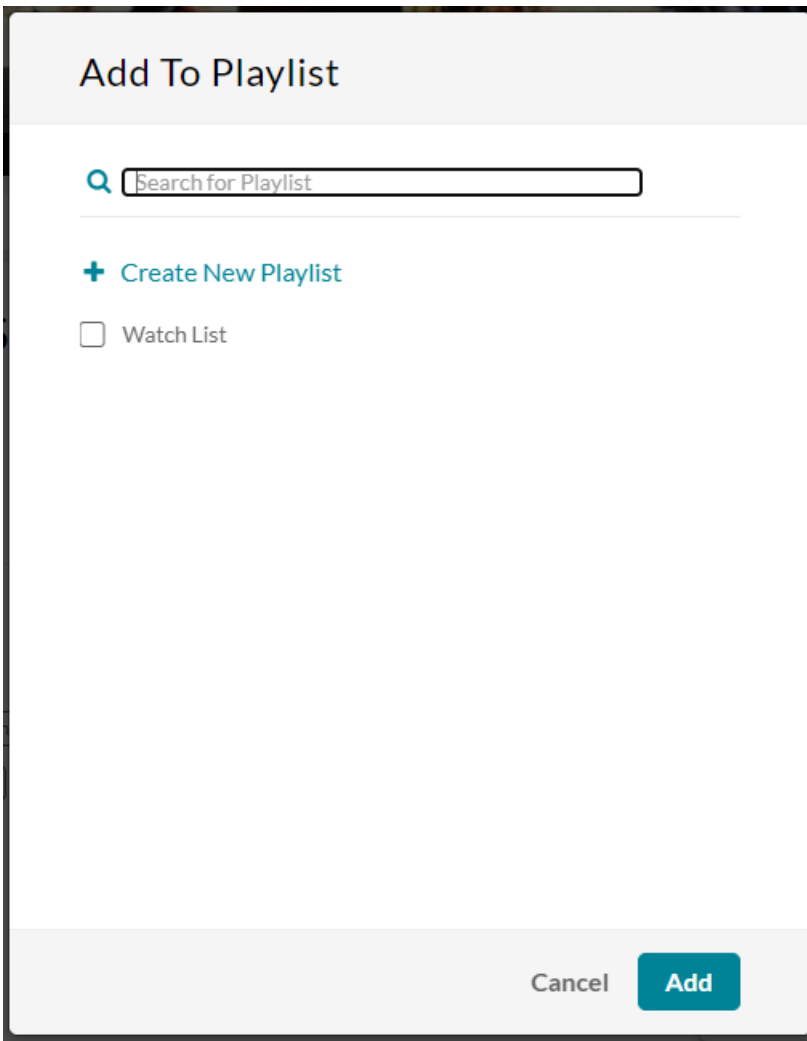 Add To Playlist
Search for Playlist
+ Create New Playlist
Watch List
Cancel Add